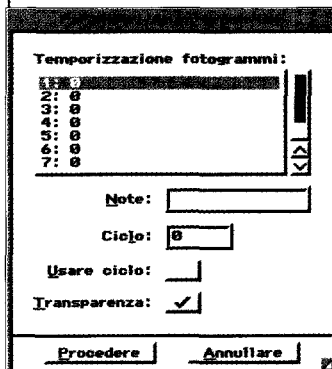 Temporizzazione fotogrammi:
1: 0
2: 0
3: 0
4: 0
5: 0
6: 0
7: 0
Note:
Ciclo: 0
Usare ciclo:
Transparenza: ✓
Procedere Annullare